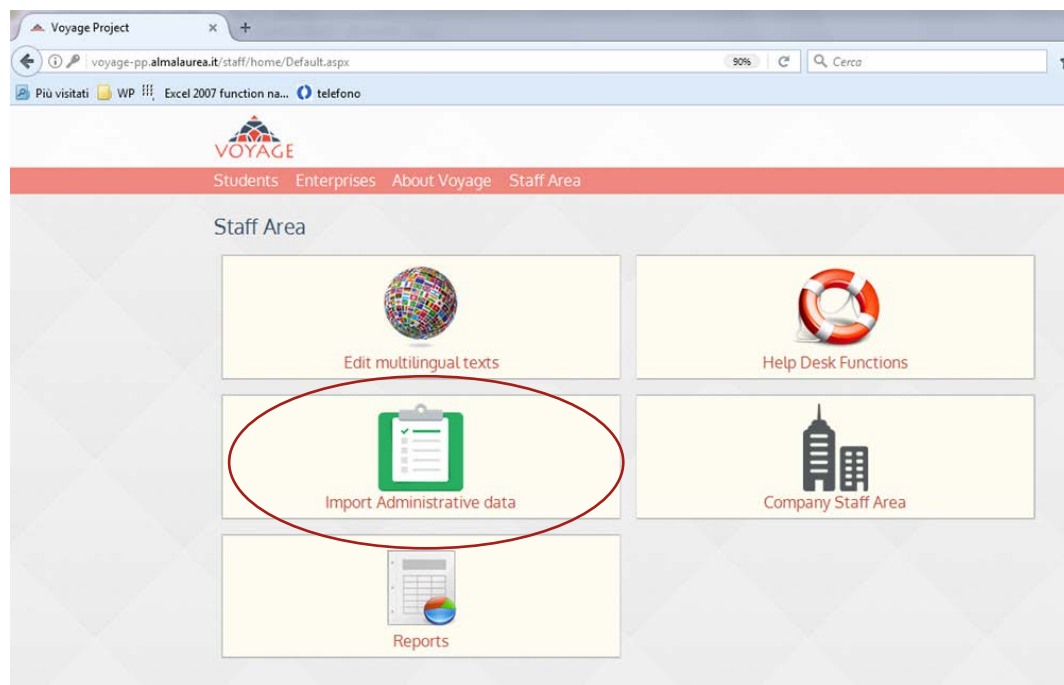 Voyage Project
voyage-pp.almalaurea.it/staff/home/Default.aspx 90% Cerca
Più visitati WP Excel 2007 function na... telefono
VOYAGE
Students Enterprises About Voyage Staff Area
Staff Area
Edit multilingual texts Help Desk Functions
Import Administrative data Company Staff Area
Reports